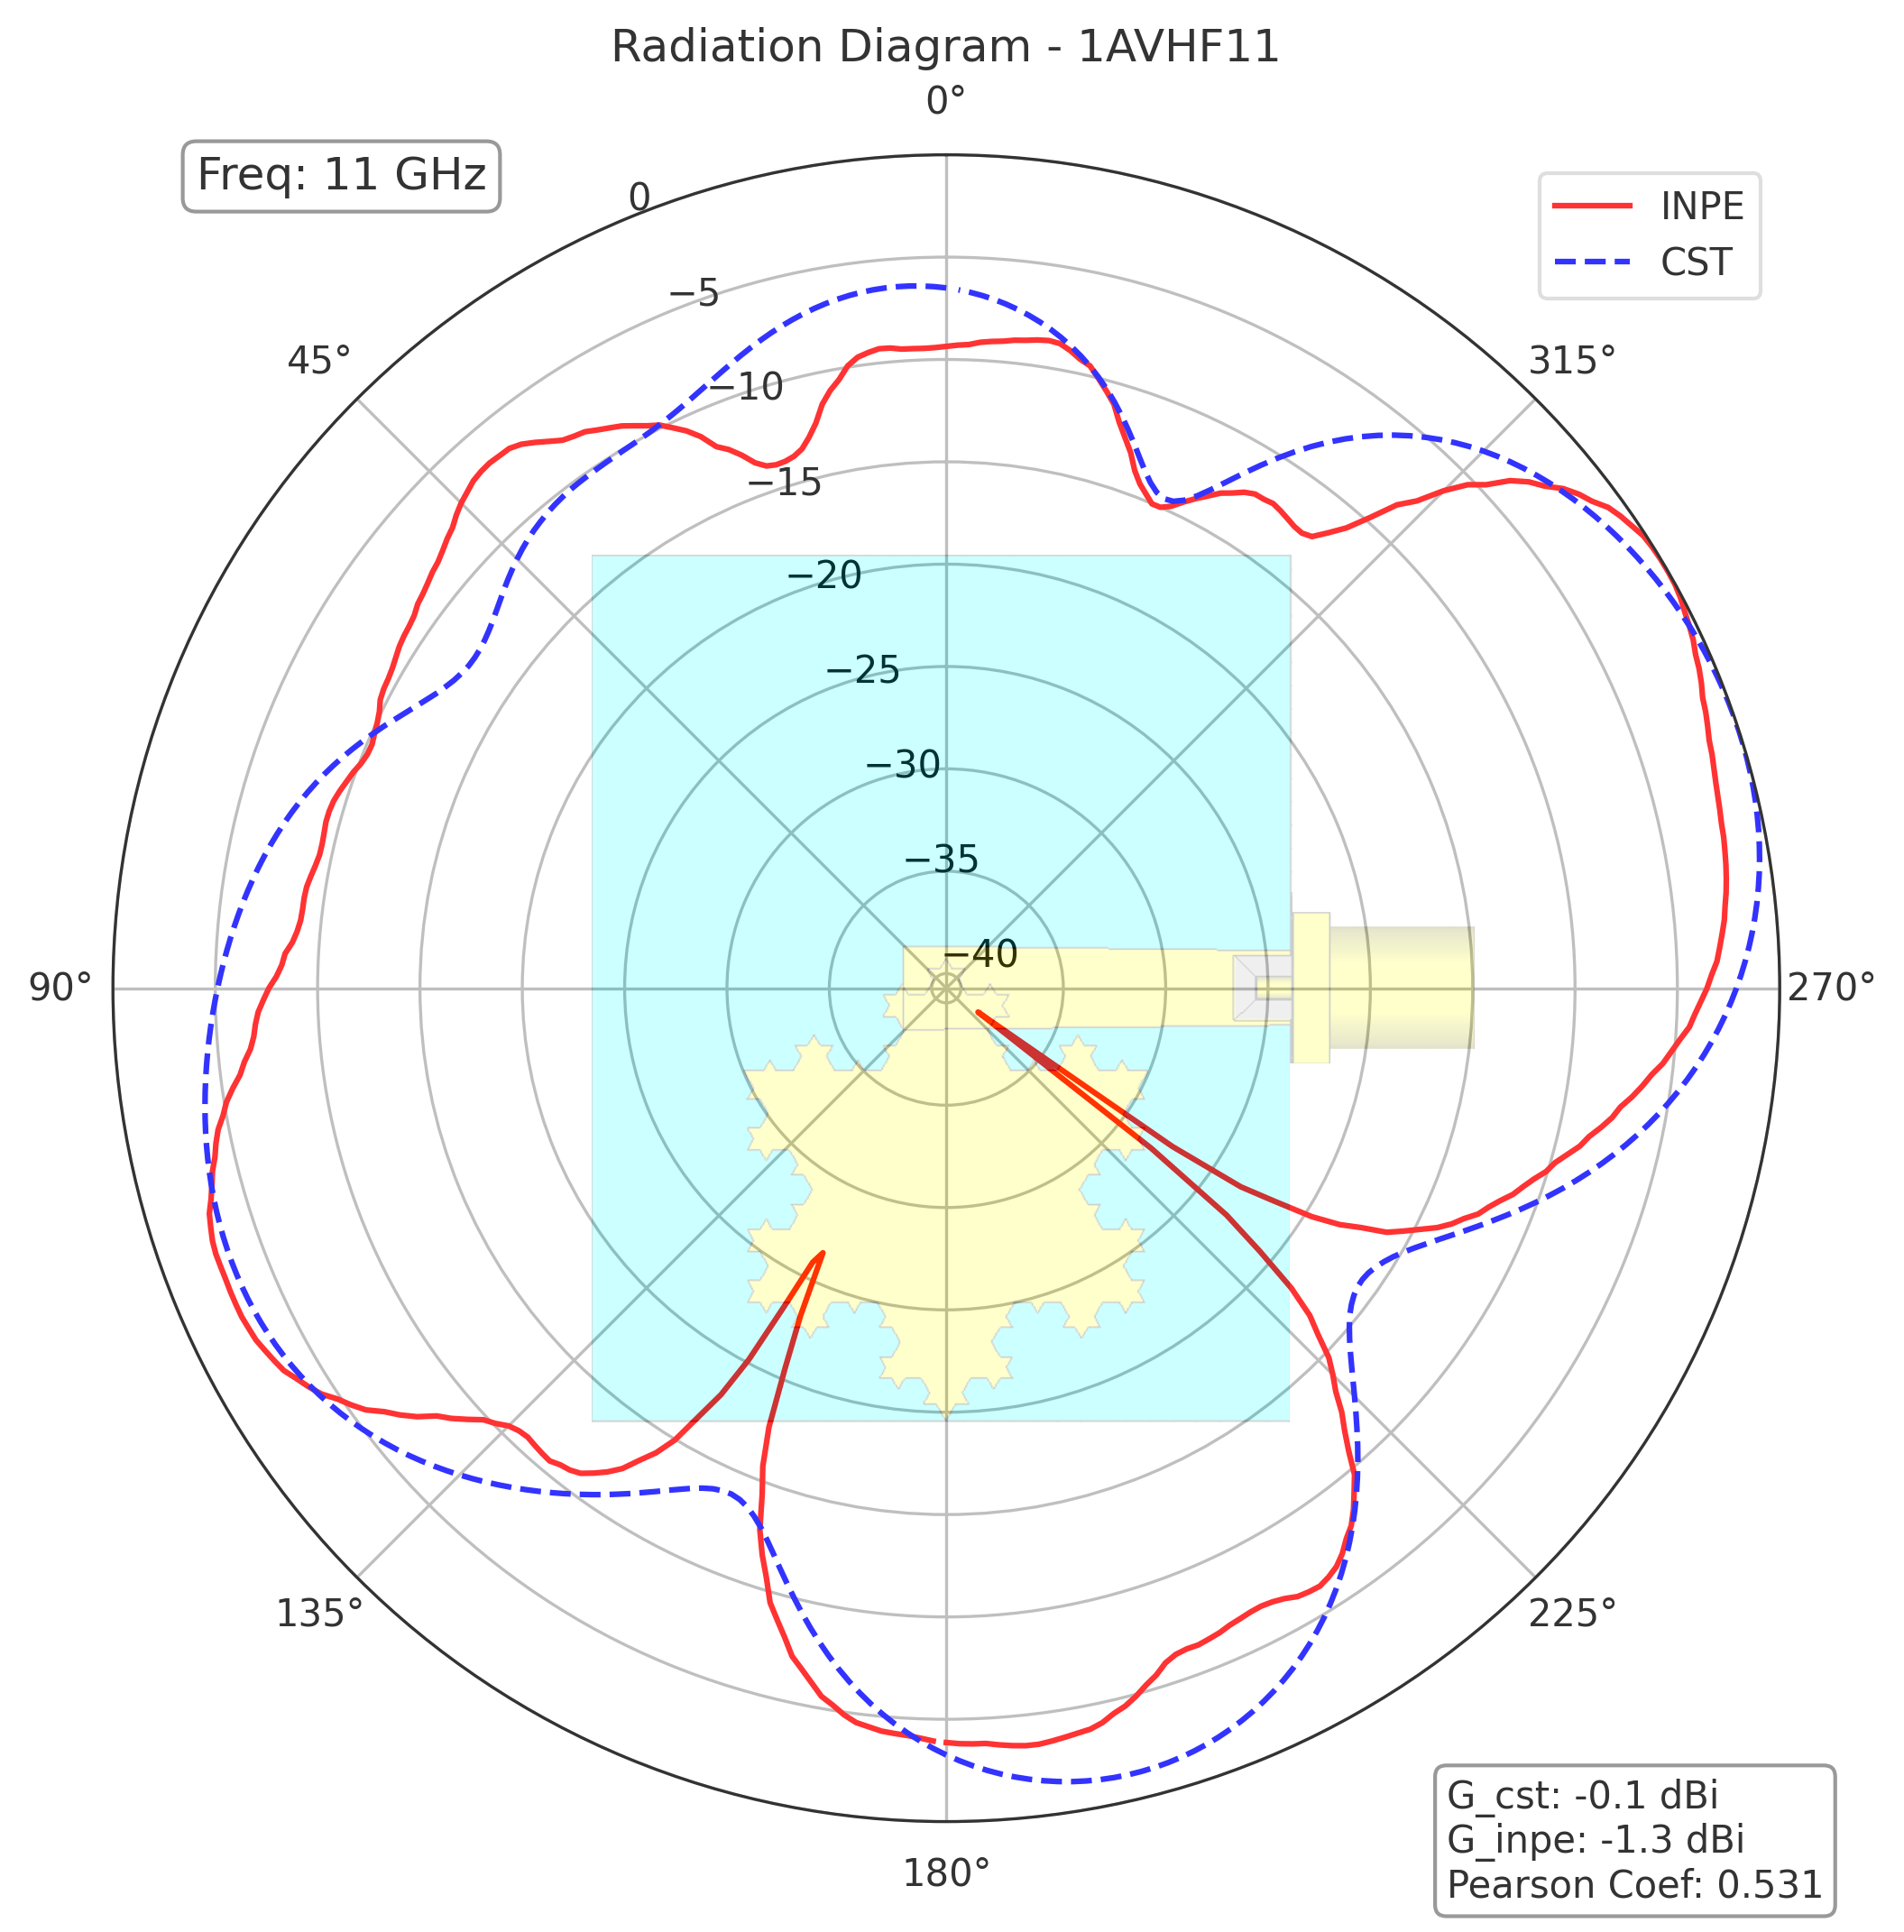 Radiation Diagram - 1AVHF11
0°
Freq: 11 GHz
INPE
CST
0
−5
−10
−15
−20
−25
−30
−35
−40
45°
315°
90°
270°
135°
225°
180°
G_cst: -0.1 dBi
G_inpe: -1.3 dBi
Pearson Coef: 0.531